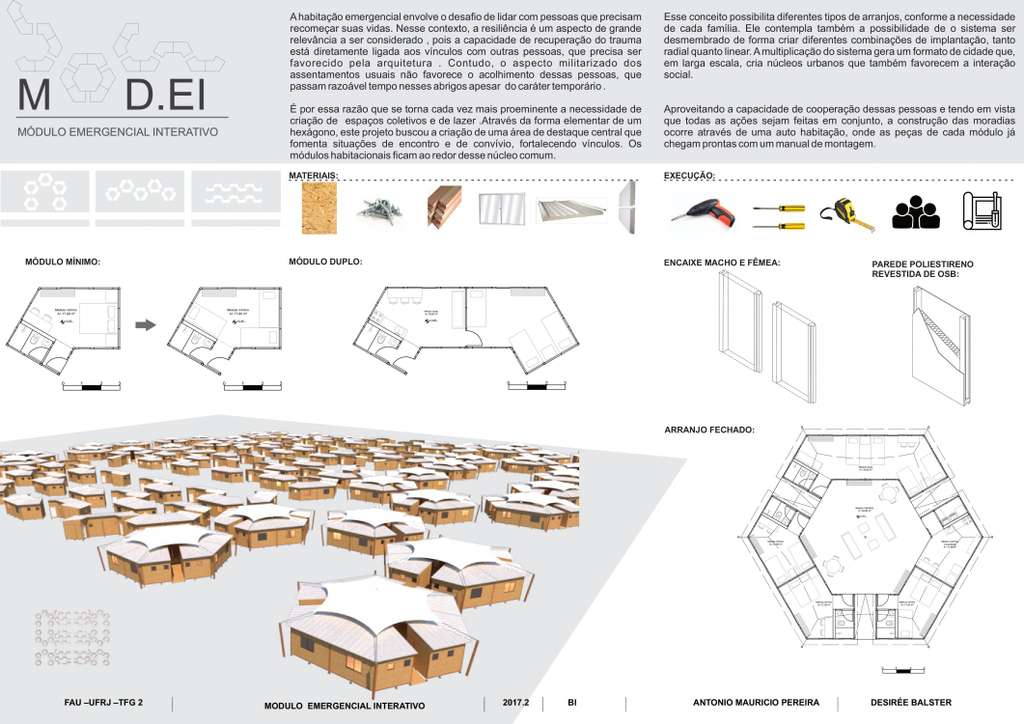 M D.EI
MÓDULO EMERGENCIAL INTERATIVO
A habitação emergencial envolve o desafio de lidar com pessoas que precisam
recomeçar suas vidas. Nesse contexto, a resiliência é um aspecto de grande
relevância a ser considerado , pois a capacidade de recuperação do trauma
está diretamente ligada aos vínculos com outras pessoas, que precisa ser
favorecido pela arquitetura . Contudo, o aspecto militarizado dos
assentamentos usuais não favorece o acolhimento dessas pessoas, que
passam razoável tempo nesses abrigos apesar do caráter temporário .
É por essa razão que se torna cada vez mais proeminente a necessidade de
criação de espaços coletivos e de lazer .Através da forma elementar de um
hexágono, este projeto buscou a criação de uma área de destaque central que
fomenta situações de encontro e de convívio, fortalecendo vínculos. Os
módulos habitacionais ficam ao redor desse núcleo comum.
Esse conceito possibilita diferentes tipos de arranjos, conforme a necessidade
de cada família. Ele contempla também a possibilidade de o sistema ser
desmembrado de forma criar diferentes combinações de implantação, tanto
radial quanto linear. A multiplicação do sistema gera um formato de cidade que,
em larga escala, cria núcleos urbanos que também favorecem a interação
social.
Aproveitando a capacidade de cooperação dessas pessoas e tendo em vista
que todas as ações sejam feitas em conjunto, a construção das moradias
ocorre através de uma auto habitação, onde as peças de cada módulo já
chegam prontas com um manual de montagem.
MATERIAIS:
EXECUÇÃO:
MÓDULO MÍNIMO:
MÓDULO DUPLO:
ENCAIXE MACHO E FÊMEA:
PAREDE POLIESTIRENO
REVESTIDA DE OSB:
ARRANJO FECHADO:
FAU –UFRJ –TFG 2
MODULO EMERGENCIAL INTERATIVO
2017.2
BI
ANTONIO MAURICIO PEREIRA
DESIRÉE BALSTER